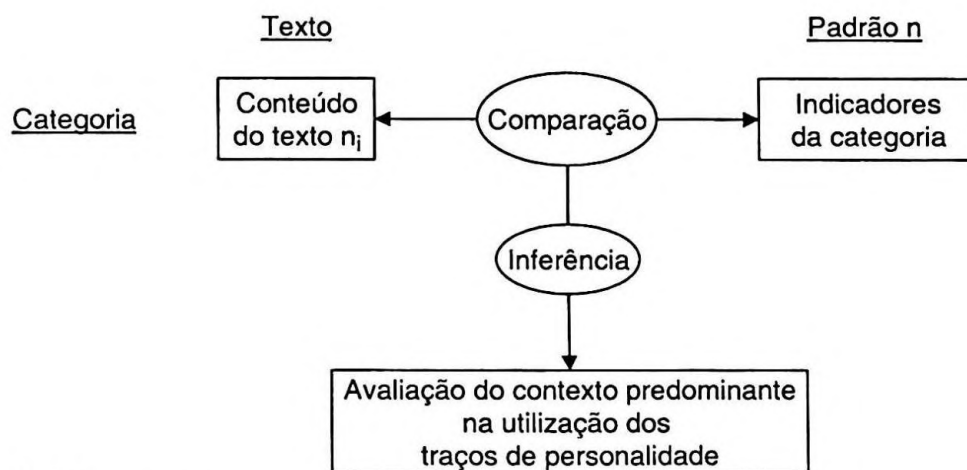 Texto
Padrão n
Categoria
Conteúdo
do texto ni
Comparação
Indicadores
da categoria
Inferência
Avaliação do contexto predominante
na utilização dos
traços de personalidade